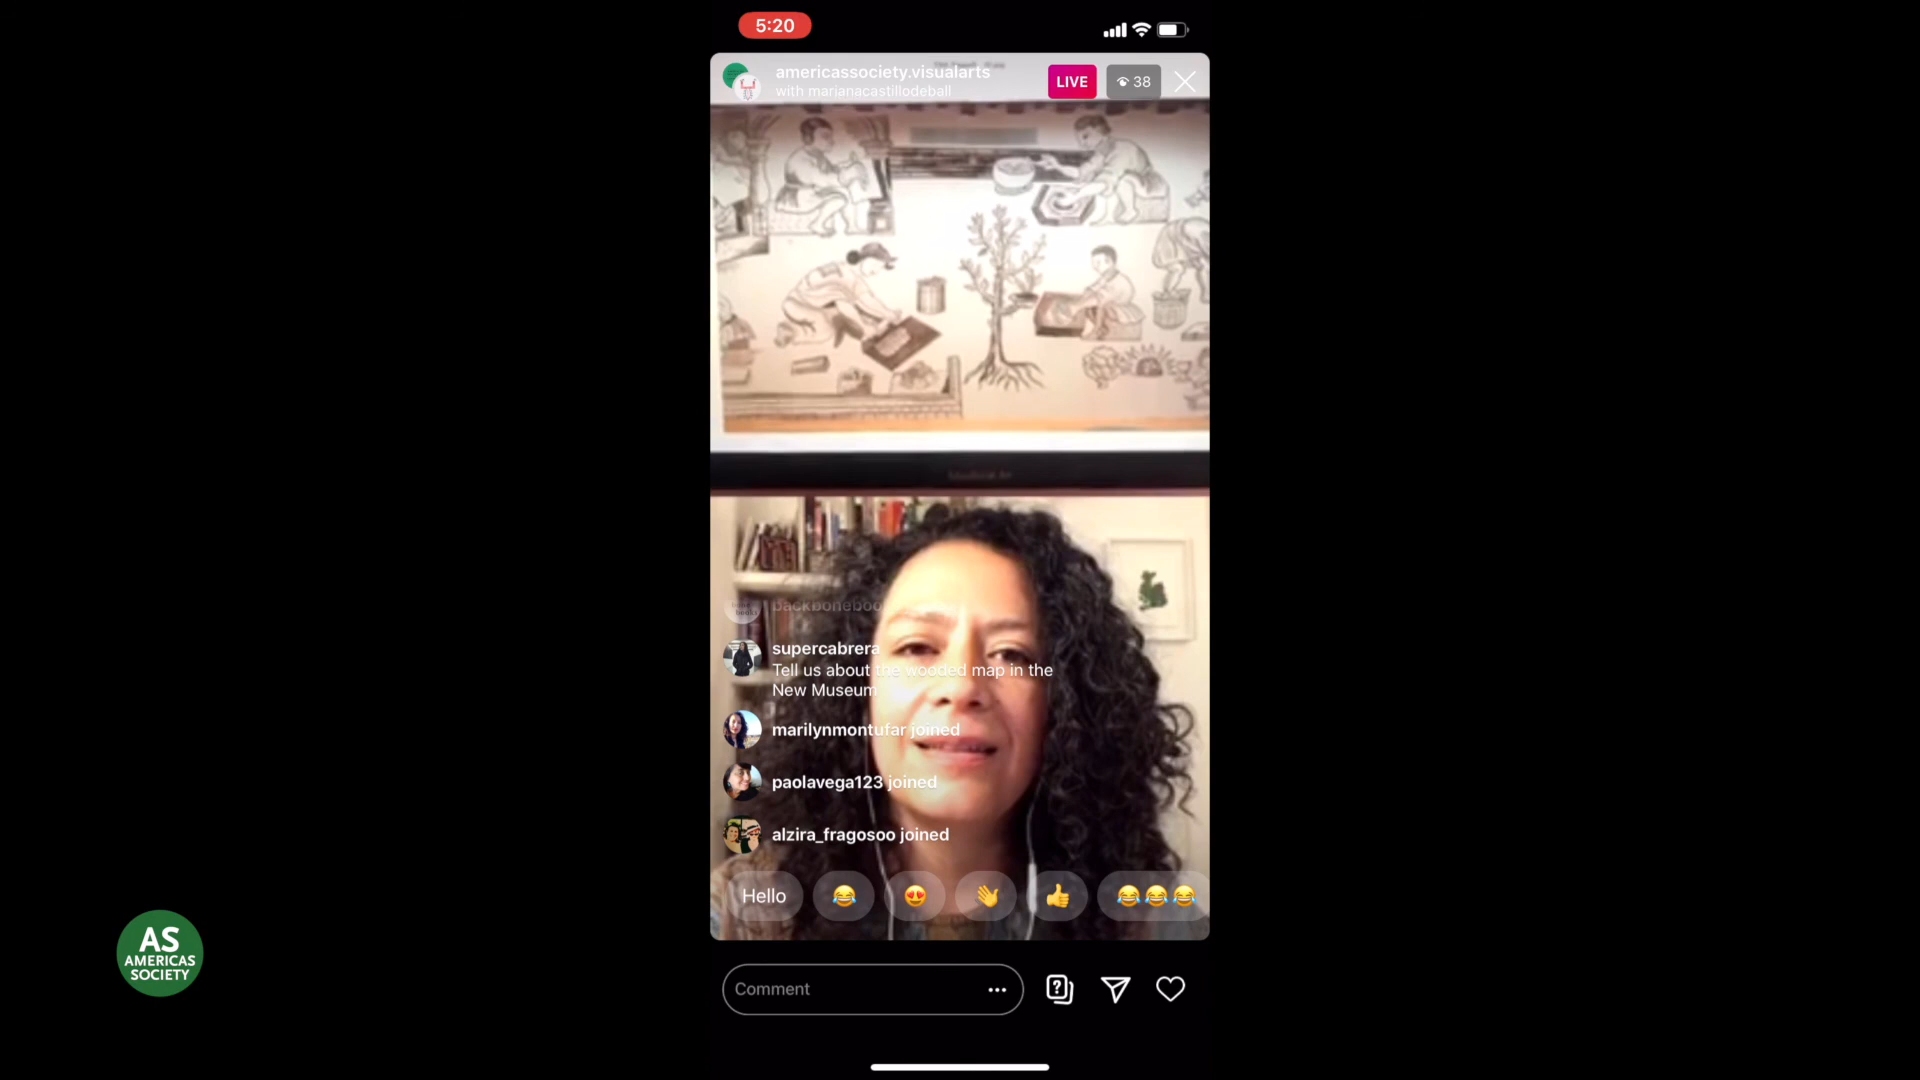 5:20
americassociety.visualarts
with marianacastillodeball
LIVE
38
backboneboo
supercabrera
Tell us about the wooded map in the
New Museum
marilynmontufar joined
paolavega123 joined
alzira_fragosoo joined
Hello
Comment
AS
AMERICAS
SOCIETY